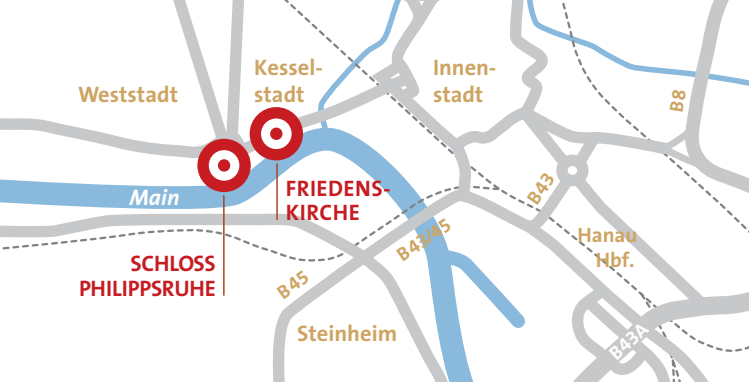 Kessel-
stadt
Innen-
stadt
Weststadt
B8
Main
FRIEDENS-
KIRCHE
B43
B43/45
Hanau
Hbf.
SCHLOSS
PHILIPPSRUHE
B45
Steinheim
B43A